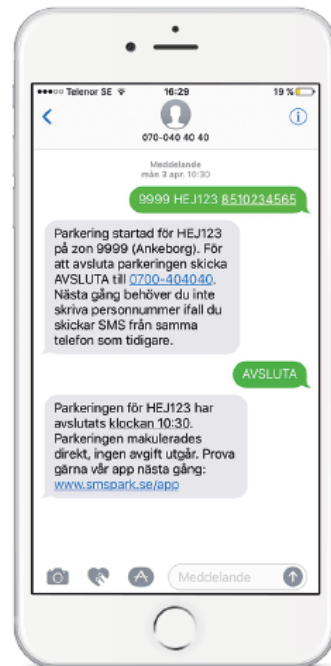 Telenor SE 16:29 19 %
070-040 40 40
Meddelande
mån 3 apr. 10:30
9999 HEJ123 8510234565
Parkering startad för HEJ123
på zon 9999 (Ankeborg). För
att avsluta parkeringen skicka
AVSLUTA till 0700-404040.
Nästa gång behöver du inte
skriva personnummer ifall du
skickar SMS från samma
telefon som tidigare.
AVSLUTA
Parkeringen för HEJ123 har
avslutats klockan 10:30.
Parkeringen makulerades
direkt, ingen avgift utgår. Prova
gärna vår app nästa gång:
www.smspark.se/app
Meddelande